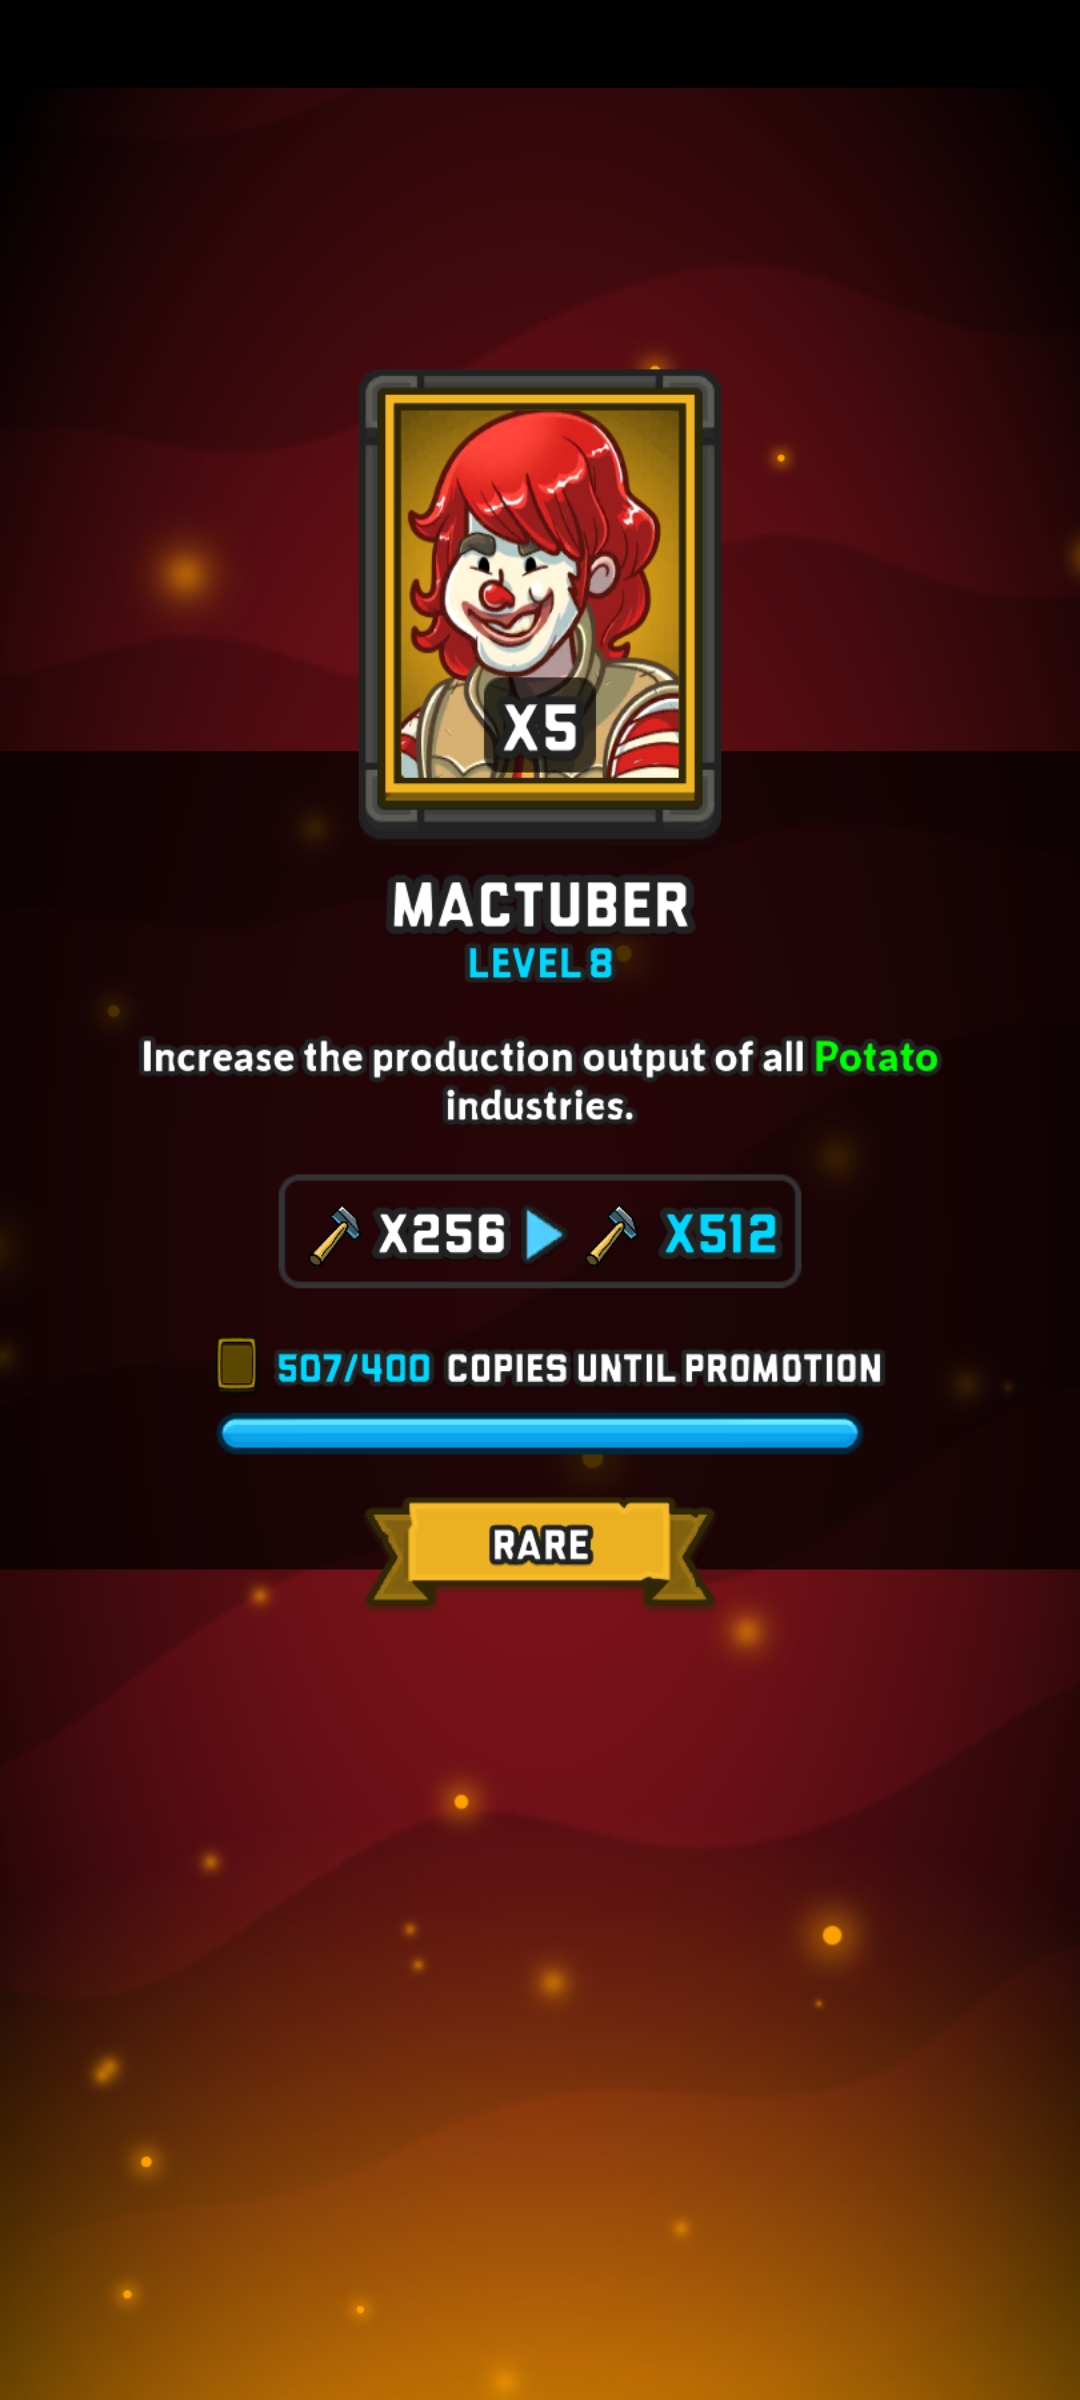 X5
MACTUBER
LEVEL 8
Increase the production output of all Potato
industries.
X256 X512
507/400 COPIES UNTIL PROMOTION
RARE